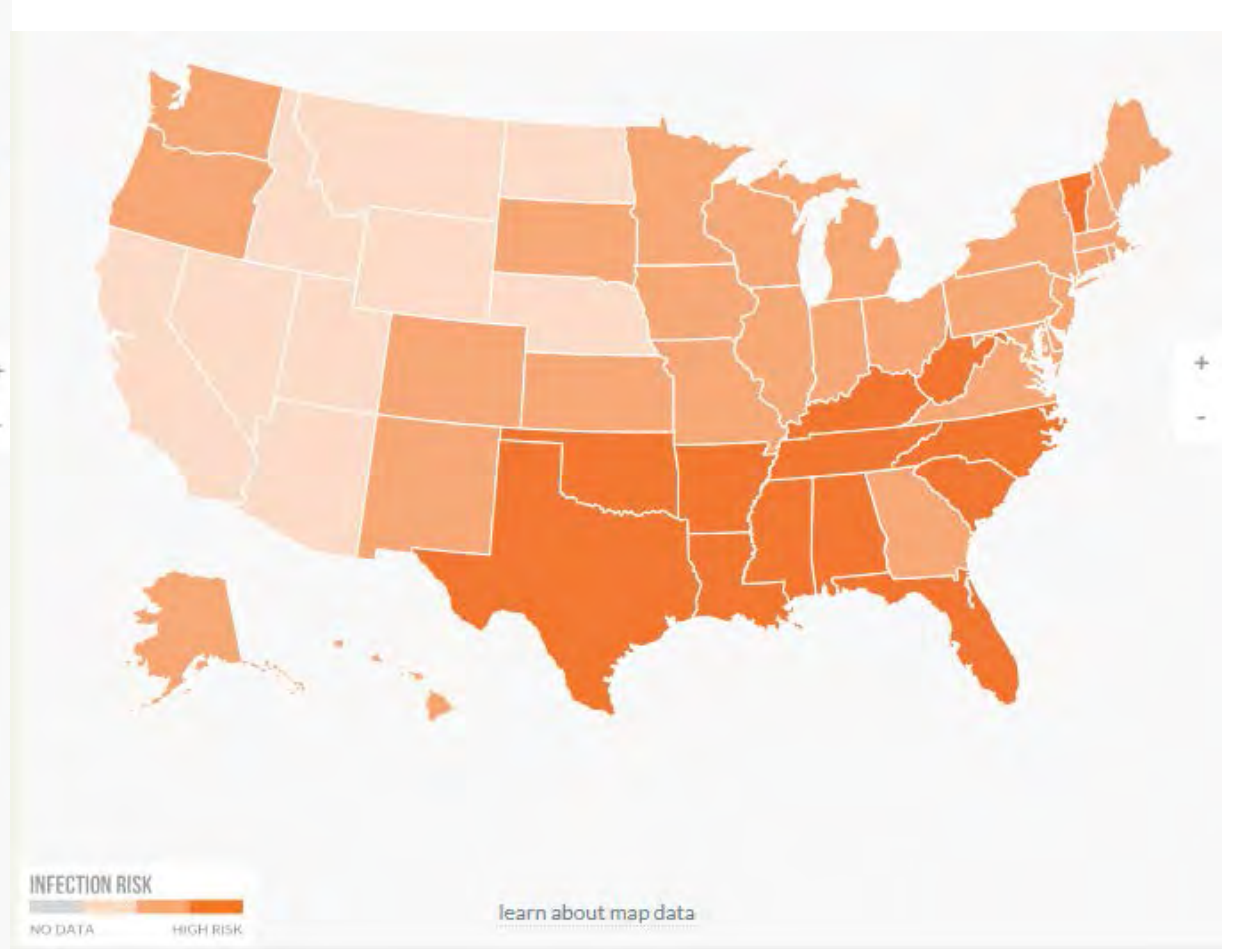 +
-
INFECTION RISK
NO DATA HIGH RISK
learn about map data